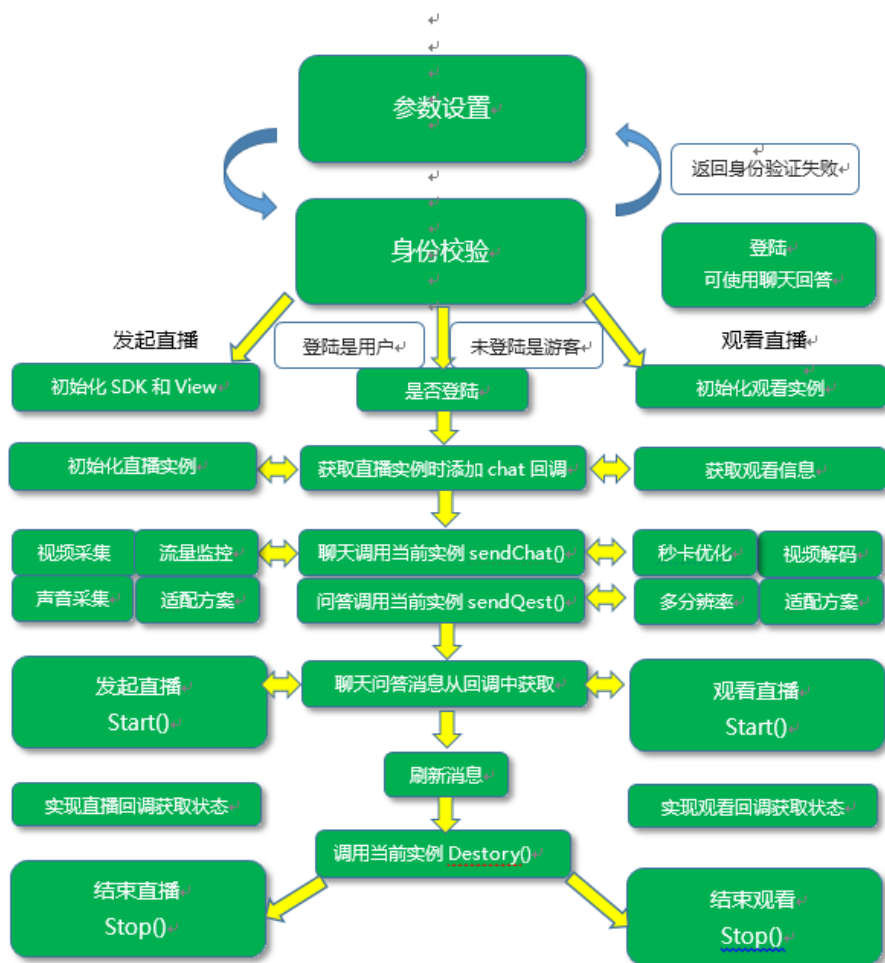 参数设置
返回身份验证失败
身份校验
登陆
可使用聊天回答
发起直播
登陆是用户
未登陆是游客
观看直播
初始化 SDK 和 View
是否登陆
初始化观看实例
初始化直播实例
获取直播实例时添加 chat 回调
获取观看信息
视频采集
流量监控
聊天调用当前实例 sendChat()
秒卡优化
视频解码
声音采集
适配方案
问答调用当前实例 sendQest()
多分辨率
适配方案
发起直播
Start()
聊天问答消息从回调中获取
观看直播
Start()
刷新消息
实现直播回调获取状态
实现观看回调获取状态
调用当前实例 Destory()
结束直播
Stop()
结束观看
Stop()